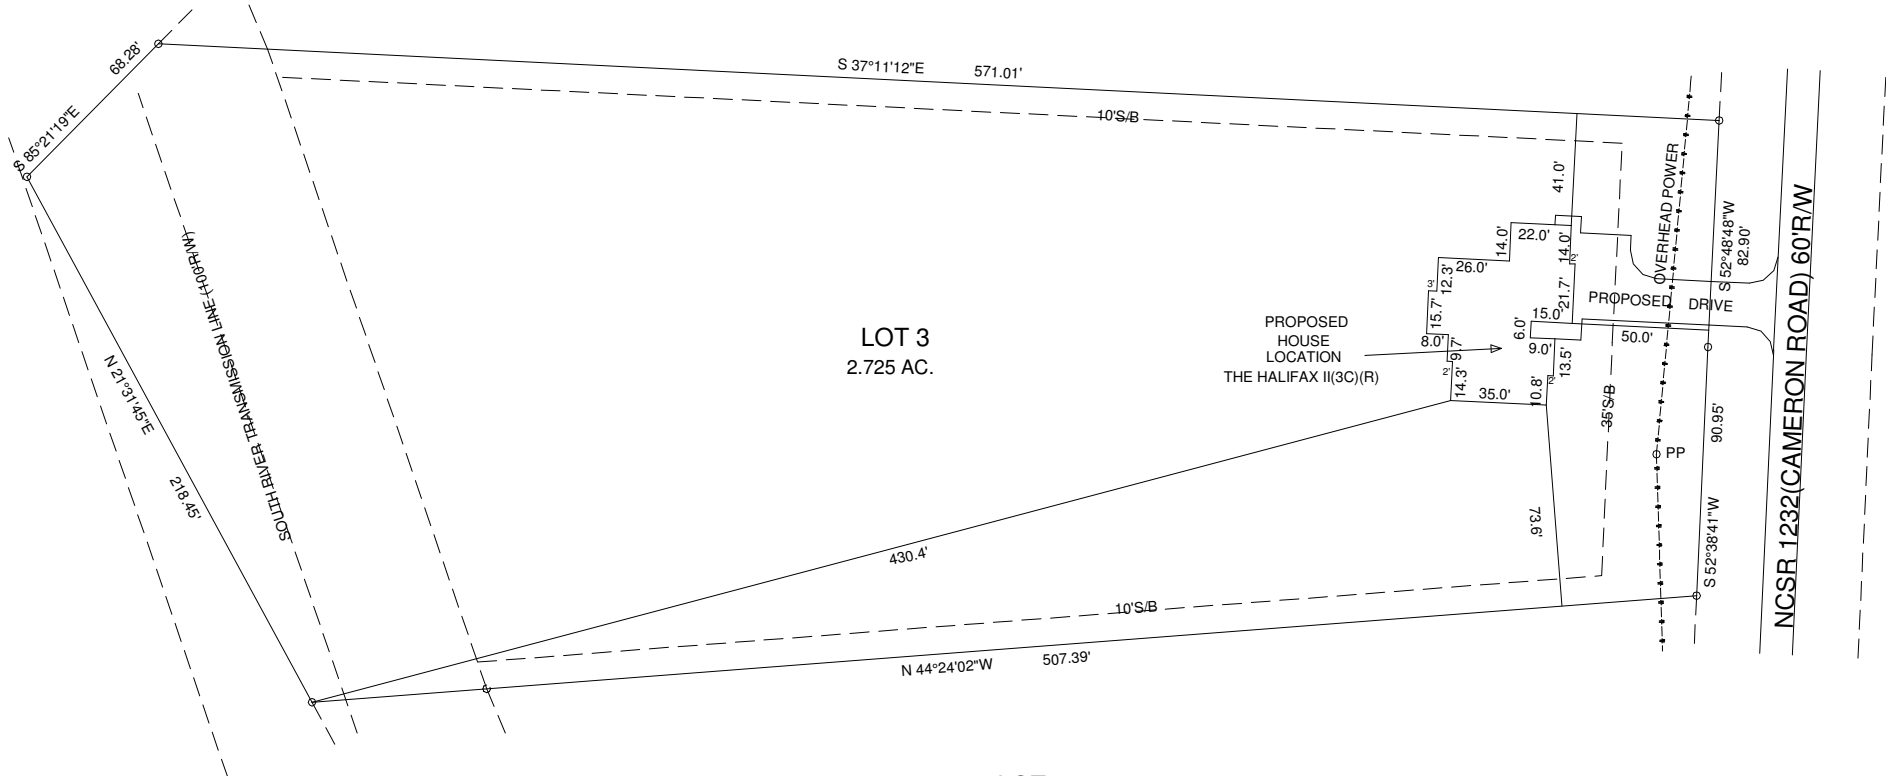 68.28'
S 85°21'19"E
S 37°11'12"E 571.01'
10'S/B
SOUTH RIVER TRANSMISSION LINE (100'R/W)
N 21°31'45"E
218.45'
LOT 3
2.725 AC.
41.0'
22.0'
14.0'
14.0'
2'
26.0'
12.3'
3'
15.7'
21.7'
15.0'
6.0'
8.0'
9.7'
9.0'
13.5'
2'
14.3'
2'
10.8'
35.0'
PROPOSED
HOUSE
LOCATION
THE HALIFAX II(3C)(R)
OVERHEAD POWER
PROPOSED DRIVE
50.0'
35'S/B
PP
S 52°48'48"W
82.90'
90.95'
S 52°38'41"W
NCSR 1232(CAMERON ROAD) 60'R/W
73.6'
430.4'
10'S/B
N 44°24'02"W 507.39'